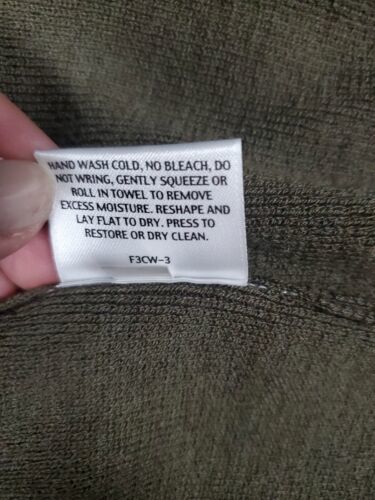 HAND WASH COLD, NO BLEACH, DO
NOT WRING, GENTLY SQUEEZE OR
ROLL IN TOWEL TO REMOVE
EXCESS MOISTURE. RESHAPE AND
LAY FLAT TO DRY. PRESS TO
RESTORE OR DRY CLEAN.
F3CW-3